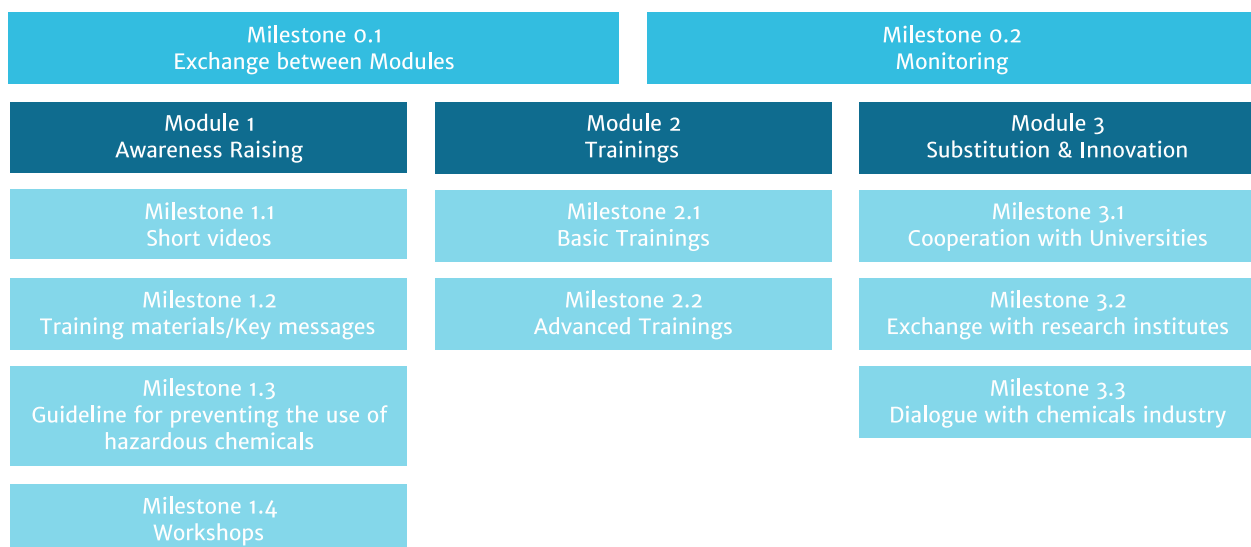 Milestone 0.1
Exchange between Modules
Milestone 0.2
Monitoring
Module 1
Awareness Raising
Milestone 1.1
Short videos
Milestone 1.2
Training materials/Key messages
Milestone 1.3
Guideline for preventing the use of
hazardous chemicals
Milestone 1.4
Workshops
Module 2
Trainings
Milestone 2.1
Basic Trainings
Milestone 2.2
Advanced Trainings
Module 3
Substitution & Innovation
Milestone 3.1
Cooperation with Universities
Milestone 3.2
Exchange with research institutes
Milestone 3.3
Dialogue with chemicals industry